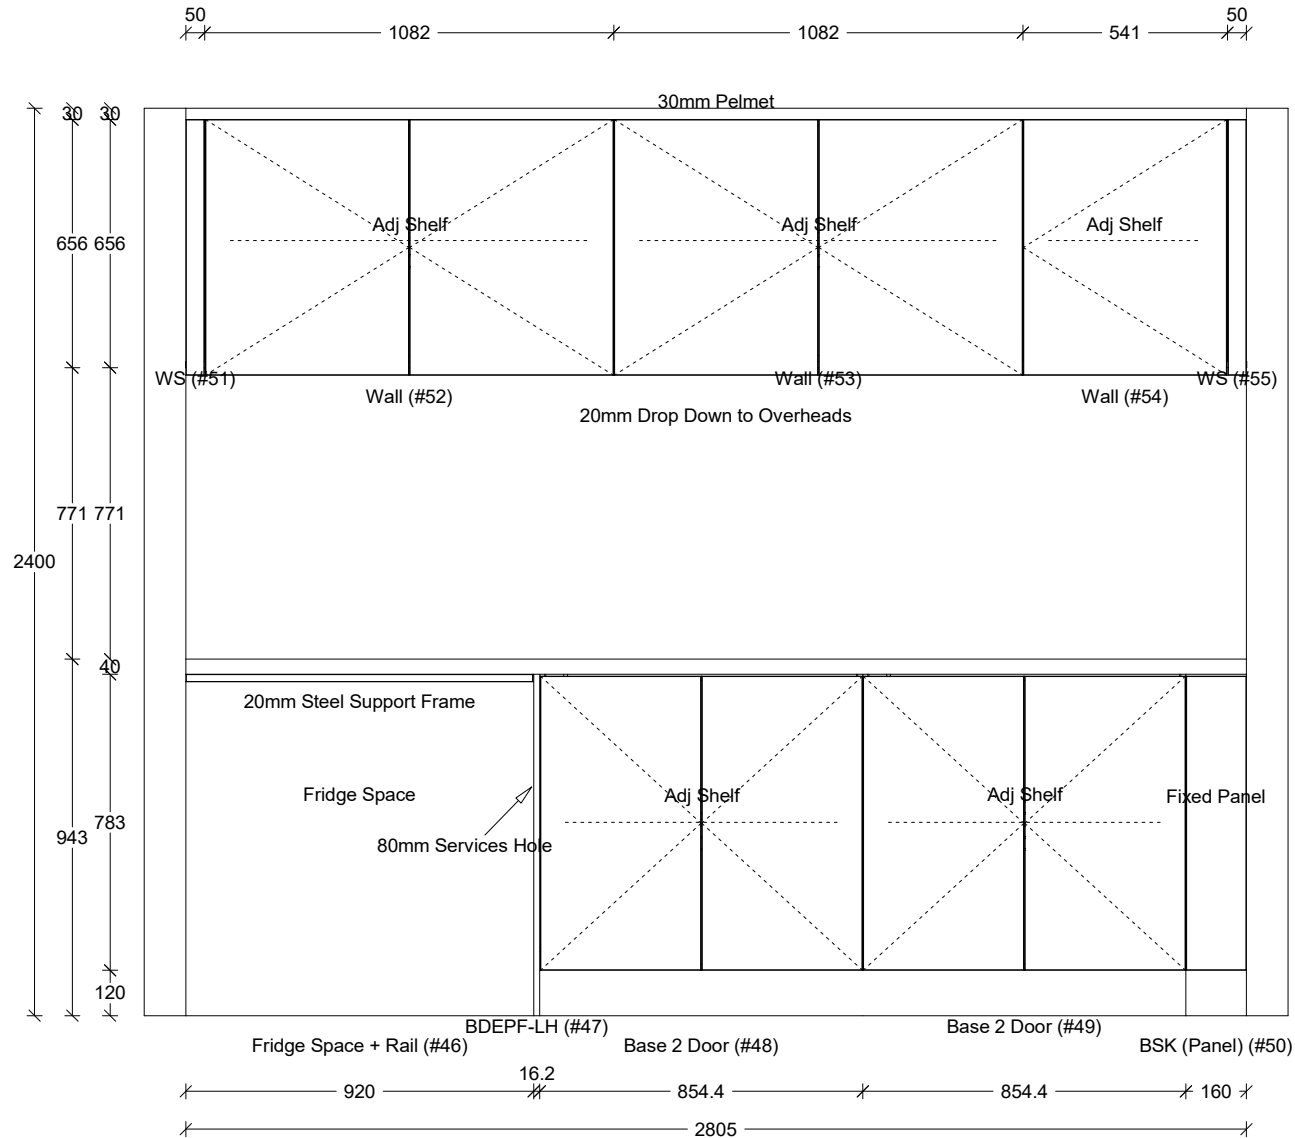 50
50
1082
1082
541
30mm Pelmet
30
30
Adj Shelf
Adj Shelf
Adj Shelf
656
656
WS (#51)
Wall (#53)
WS (#55)
Wall (#52)
Wall (#54)
20mm Drop Down to Overheads
771
771
2400
40
20mm Steel Support Frame
Fridge Space
Adj Shelf
Adj Shelf
Fixed Panel
783
943
80mm Services Hole
120
BDEPF-LH (#47)
Base 2 Door (#49)
Fridge Space + Rail (#46)
Base 2 Door (#48)
BSK (Panel) (#50)
16.2
920
854.4
854.4
160
2805